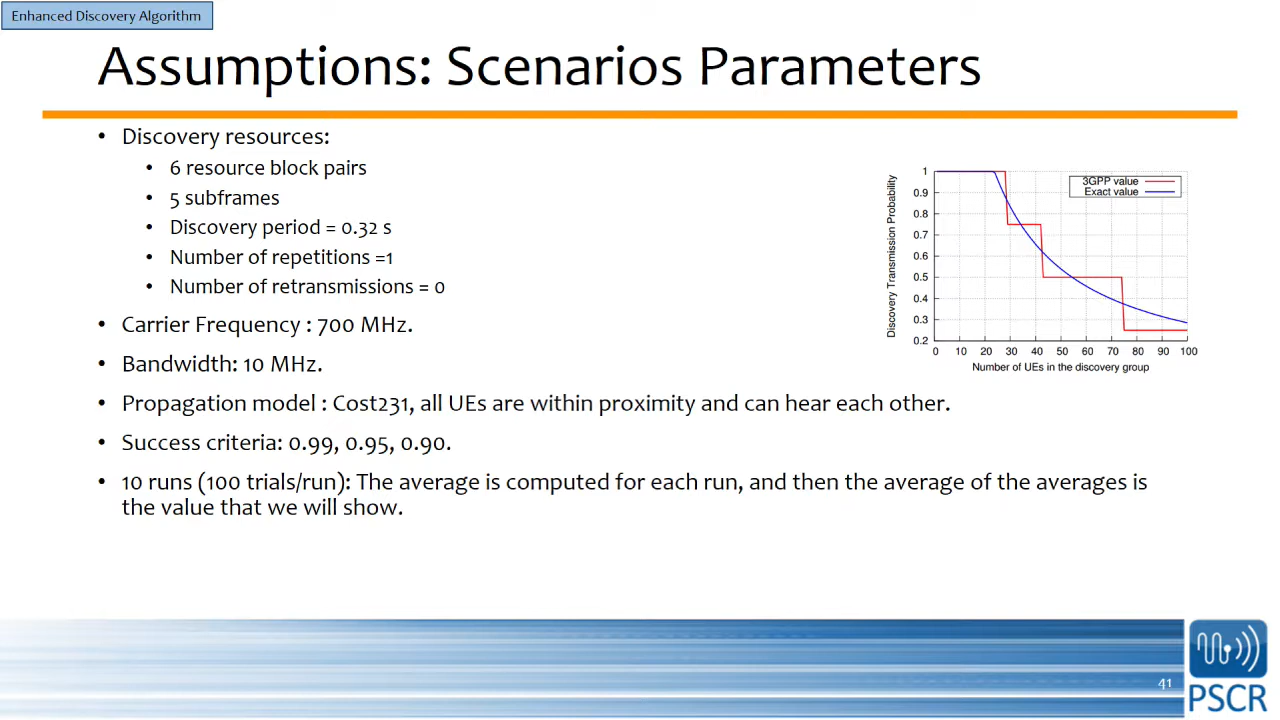 Enhanced Discovery Algorithm
Assumptions: Scenarios Parameters
• Discovery resources:
• 6 resource block pairs
• 5 subframes
• Discovery period = 0.32 s
• Number of repetitions =1
• Number of retransmissions = 0
• Carrier Frequency : 700 MHz.
• Bandwidth: 10 MHz.
• Propagation model : Cost231, all UEs are within proximity and can hear each other.
• Success criteria: 0.99, 0.95, 0.90.
• 10 runs (100 trials/run): The average is computed for each run, and then the average of the averages is
the value that we will show.
Discovery Transmission Probability
1
0.9
0.8
0.7
0.6
0.5
0.4
0.3
0.2
3GPP value
Exact value
0 10 20 30 40 50 60 70 80 90 100
Number of UEs in the discovery group
41
PSCR